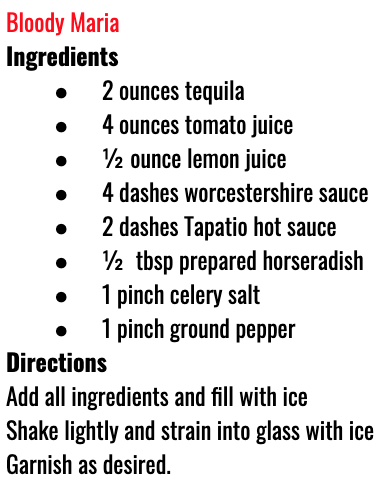 Bloody Maria
Ingredients
● 2 ounces tequila
● 4 ounces tomato juice
● ½ ounce lemon juice
● 4 dashes worcestershire sauce
● 2 dashes Tapatio hot sauce
● ½ tbsp prepared horseradish
● 1 pinch celery salt
● 1 pinch ground pepper
Directions
Add all ingredients and fill with ice
Shake lightly and strain into glass with ice
Garnish as desired.